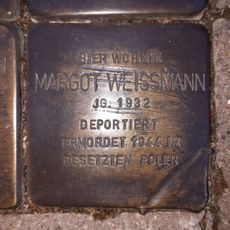 HIER WOHNTE
MARGOT WEISSMANN
JG. 1932
DEPORTIERT
ERMORDET 1944 IM
BESETZTEN POLEN